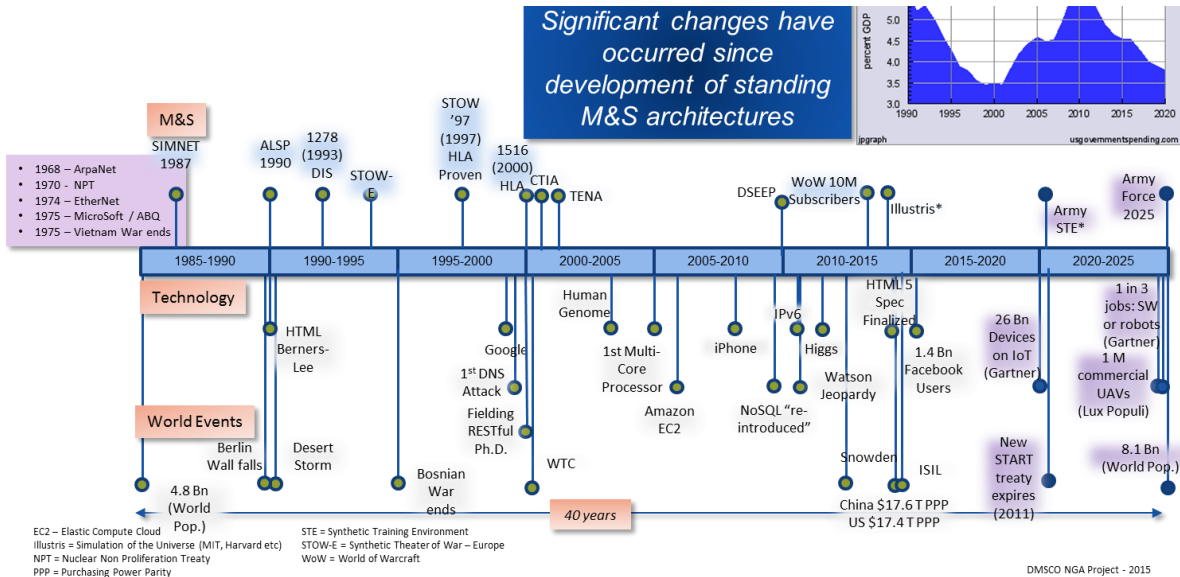 Significant changes have
occurred since
development of standing
M&S architectures
percent GDP
5.0
4.5
4.0
3.5
3.0
1990 1995 2000 2005 2010 2015 2020
jpgraph usgovernmentspending.com
M&S
SIMNET
1987
ALSP
1990
1278
(1993)
DIS
STOW-
E
STOW
'97
(1997)
HLA
Proven
1516
(2000)
HLA
CTIA
TENA
DSEEP
WoW 10M
Subscribers
Illustris*
Army
STE*
Army
Force
2025
• 1968 – ArpaNet
• 1970 - NPT
• 1974 – EtherNet
• 1975 – MicroSoft / ABQ
• 1975 – Vietnam War ends
1985-1990 1990-1995 1995-2000 2000-2005 2005-2010 2010-2015 2015-2020 2020-2025
Technology
HTML
Berners-
Lee
Google
1st DNS
Attack
Fielding
RESTful
Ph.D.
Human
Genome
1st Multi-
Core
Processor
Amazon
EC2
iPhone
NoSQL "re-
introduced"
IPv6
Higgs
Watson
Jeopardy
HTML 5
Spec
Finalized
1.4 Bn
Facebook
Users
26 Bn
Devices
on IoT
(Gartner)
1 in 3
jobs: SW
or robots
(Gartner)
1 M
commercial
UAVs
(Lux Populi)
World Events
4.8 Bn
(World
Pop.)
Berlin
Wall falls
Desert
Storm
Bosnian
War
ends
WTC
Snowden
ISIL
China $17.6 T PPP
US $17.4 T PPP
New
START
treaty
expires
(2011)
8.1 Bn
(World Pop.)
40 years
EC2 – Elastic Compute Cloud
Illustris = Simulation of the Universe (MIT, Harvard etc)
NPT = Nuclear Non Proliferation Treaty
PPP = Purchasing Power Parity
STE = Synthetic Training Environment
STOW-E = Synthetic Theater of War – Europe
WoW = World of Warcraft
DMSCO NGA Project - 2015